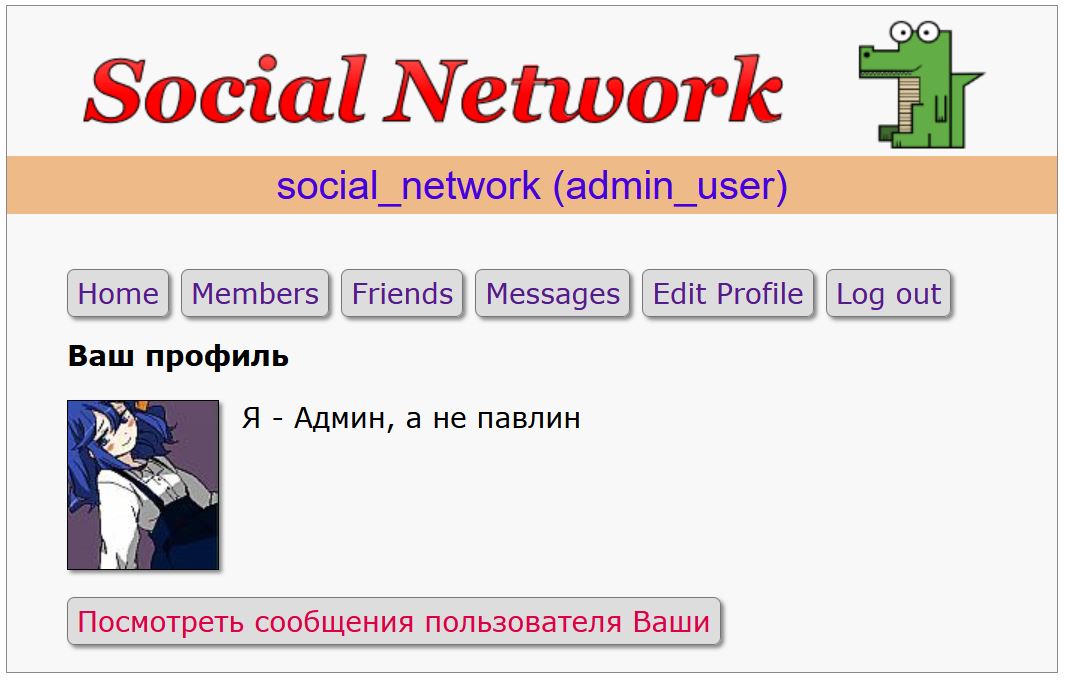 Social Network
social_network (admin_user)
Home Members Friends Messages Edit Profile Log out
Ваш профиль
Я - Админ, а не павлин
Посмотреть сообщения пользователя Ваши